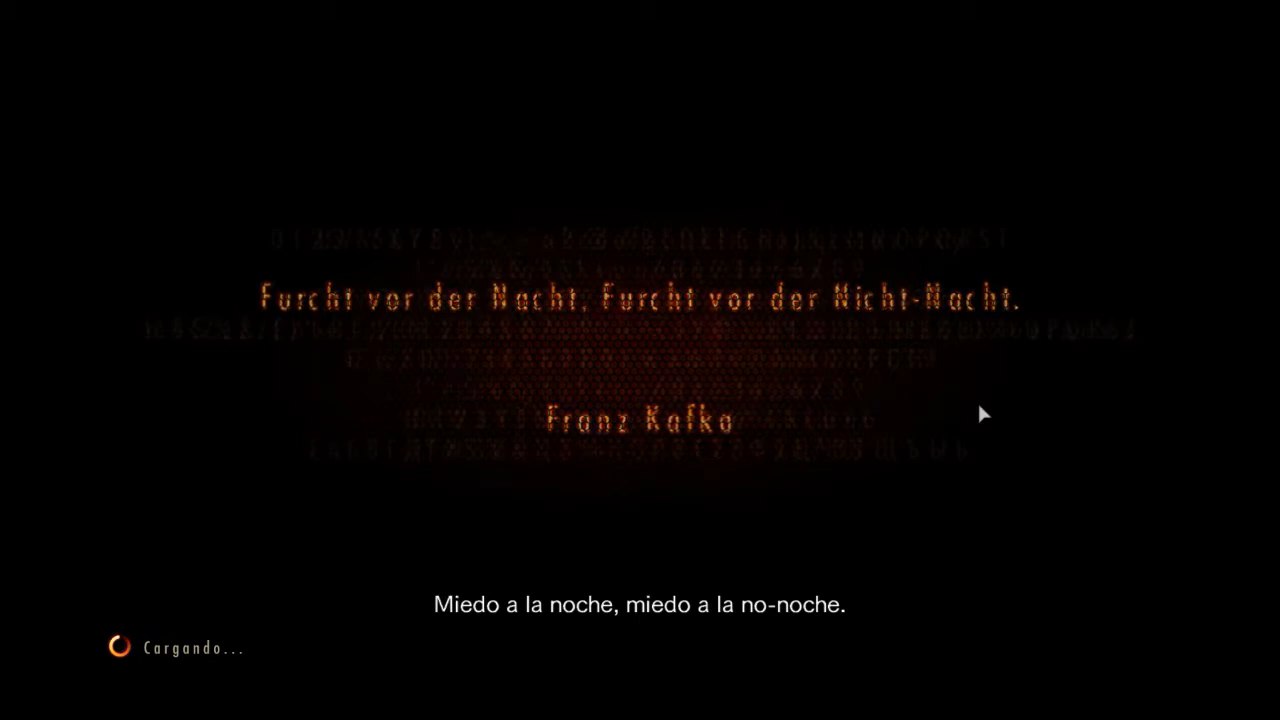 Furcht vor der Nacht, Furcht vor der Nicht-Nacht.
Franz Kafka
Miedo a la noche, miedo a la no-noche.
Cargando...